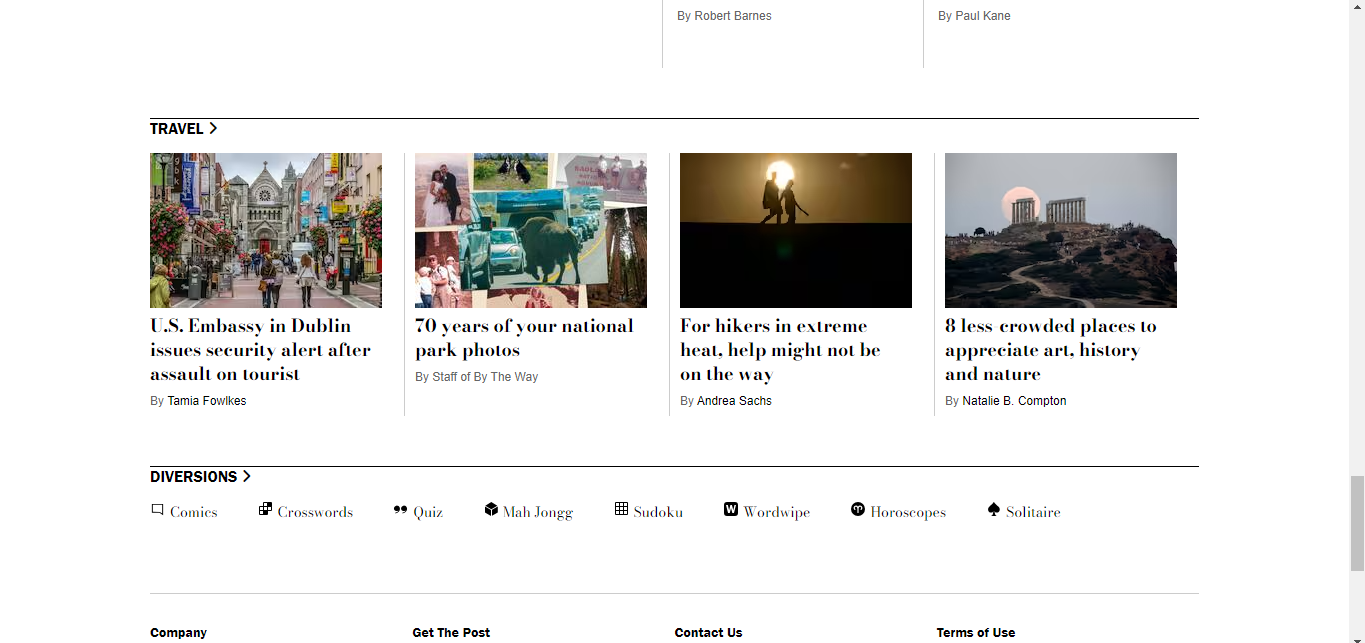 By Robert Barnes
By Paul Kane
TRAVEL
U.S. Embassy in Dublin
issues security alert after
assault on tourist
By Tamia Fowlkes
70 years of your national
park photos
By Staff of By The Way
For hikers in extreme
heat, help might not be
on the way
By Andrea Sachs
8 less-crowded places to
appreciate art, history
and nature
By Natalie B. Compton
DIVERSIONS
Comics
Crosswords
Quiz
Mah Jongg
Sudoku
W Wordwipe
Horoscopes
Solitaire
Company
Get The Post
Contact Us
Terms of Use